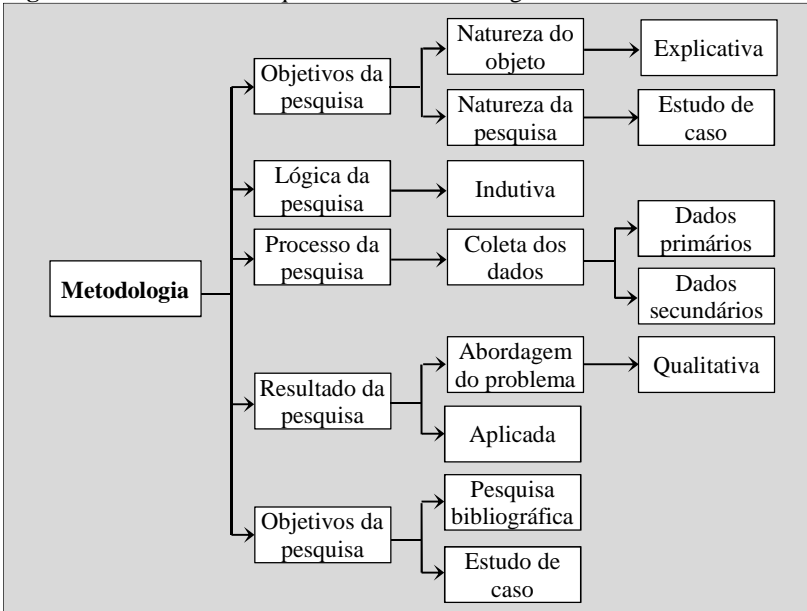 Natureza do
objeto
Explicativa
Objetivos da
pesquisa
Natureza da
pesquisa
Estudo de
caso
Lógica da
pesquisa
Indutiva
Processo da
pesquisa
Coleta dos
dados
Dados
primários
Dados
secundários
Metodologia
Abordagem
do problema
Qualitativa
Resultado da
pesquisa
Aplicada
Objetivos da
pesquisa
Pesquisa
bibliográfica
Estudo de
caso